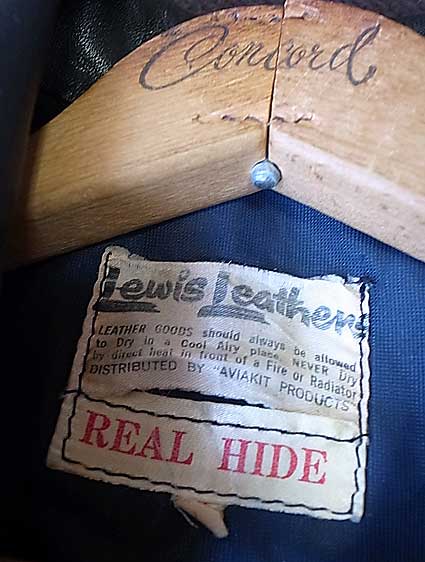 Concord
Lewis Leathers
LEATHER GOODS should always be allowed
to Dry in a Cool Airy place. NEVER Dry
by direct heat in front of a Fire or Radiator
DISTRIBUTED BY "AVIAKIT PRODUCTS"
REAL HIDE